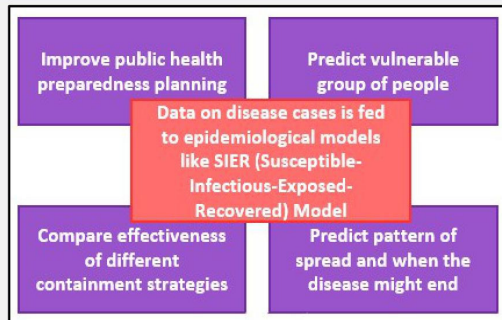 Improve public health
preparedness planning
Predict vulnerable
group of people
Data on disease cases is fed
to epidemiological models
like SIER (Susceptible-
Infectious-Exposed-
Recovered) Model
Compare effectiveness
of different
containment strategies
Predict pattern of
spread and when the
disease might end